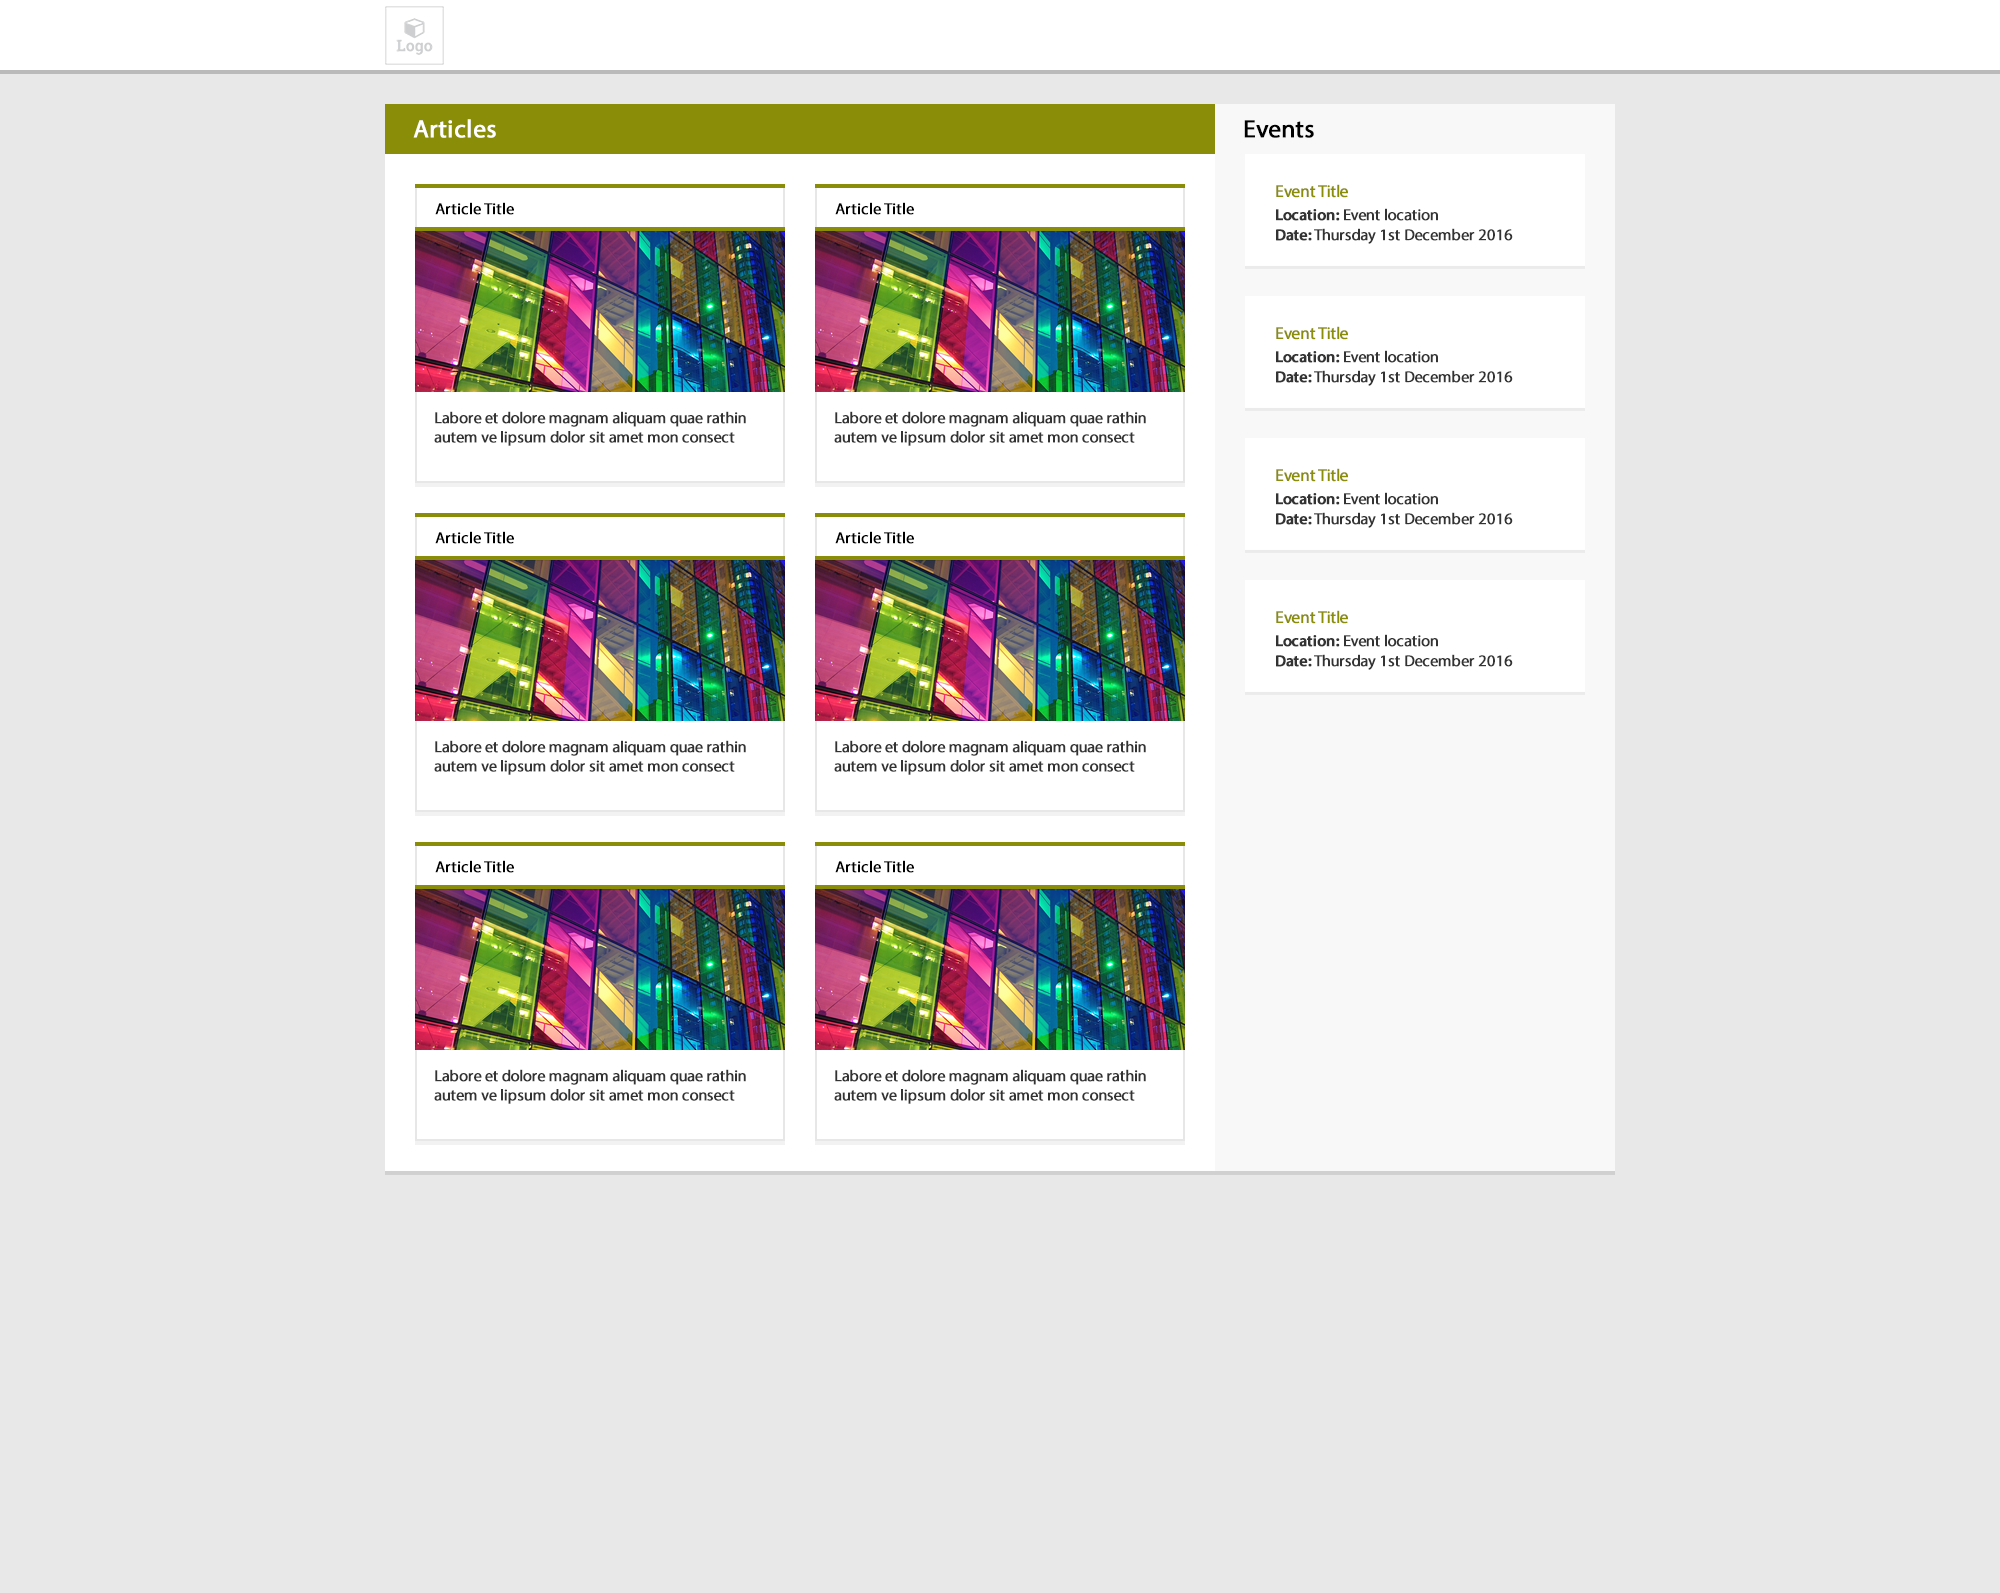 Logo
Articles
Article Title
Labore et dolore magnam aliquam quae rathin
autem ve lipsum dolor sit amet mon consect
Article Title
Labore et dolore magnam aliquam quae rathin
autem ve lipsum dolor sit amet mon consect
Article Title
Labore et dolore magnam aliquam quae rathin
autem ve lipsum dolor sit amet mon consect
Article Title
Labore et dolore magnam aliquam quae rathin
autem ve lipsum dolor sit amet mon consect
Article Title
Labore et dolore magnam aliquam quae rathin
autem ve lipsum dolor sit amet mon consect
Article Title
Labore et dolore magnam aliquam quae rathin
autem ve lipsum dolor sit amet mon consect
Events
Event Title
Location: Event location
Date: Thursday 1st December 2016
Event Title
Location: Event location
Date: Thursday 1st December 2016
Event Title
Location: Event location
Date: Thursday 1st December 2016
Event Title
Location: Event location
Date: Thursday 1st December 2016